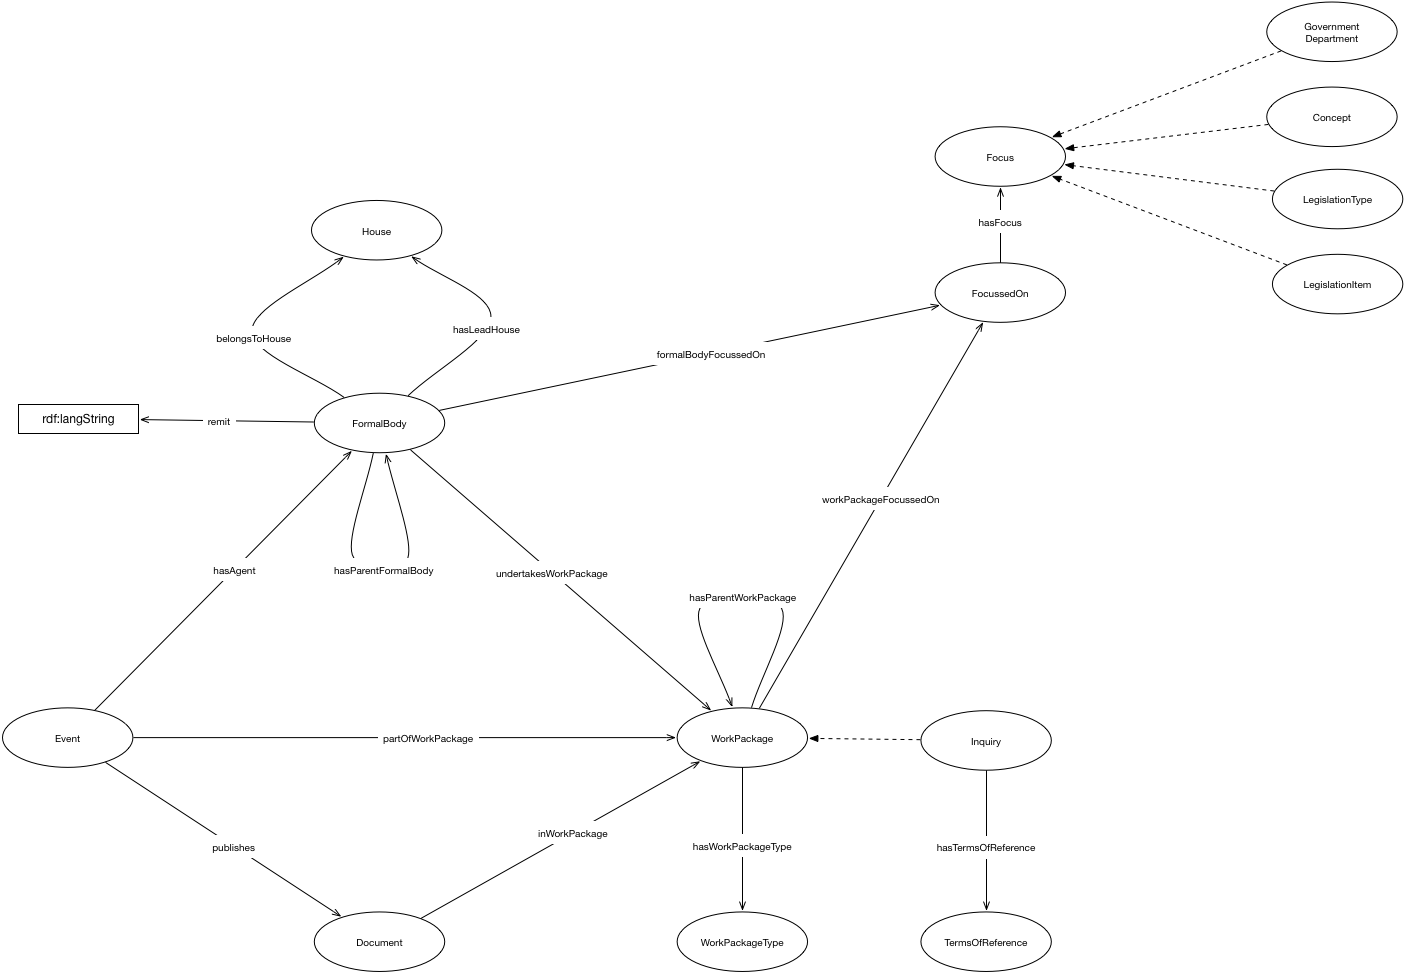 Government
Department
Concept
Focus
LegislationType
hasFocus
House
LegislationItem
FocussedOn
hasLeadHouse
belongsToHouse
formalBodyFocussedOn
rdf:langString
remit
FormalBody
workPackageFocussedOn
hasAgent
hasParentFormalBody
undertakesWorkPackage
hasParentWorkPackage
Event
partOfWorkPackage
WorkPackage
Inquiry
inWorkPackage
publishes
hasWorkPackageType
hasTermsOfReference
Document
WorkPackageType
TermsOfReference